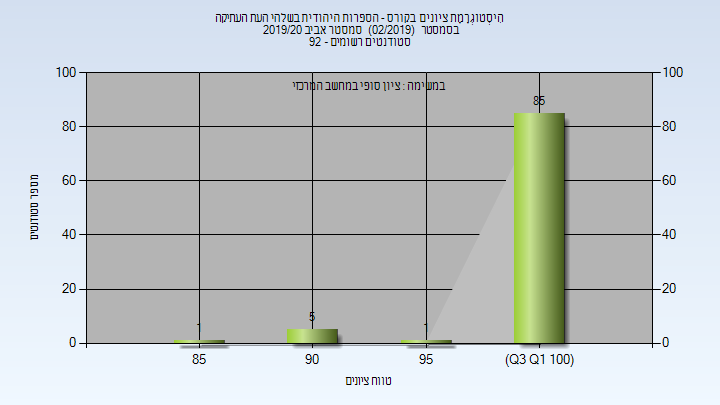 היסטוגרמת ציונים בקורס - הספרות היהודית בשלהי העת העתיקה
בסמסטר (02/2019) סמסטר אביב 2019/20
סטודנטים רשומים - 92
במשימה : ציון סופי במחשב המרכזי
100 100
85
80 80
60 60
40 40
20 20
1 5 1
0 0
85 90 95 (Q3 Q1 100)
מספר סטודנטים
טווח ציונים